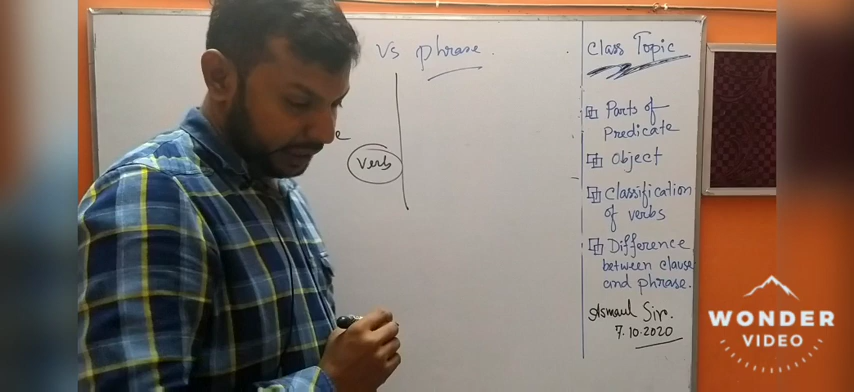 Vs phrase.
e
verb
Class Topic
Parts of
Predicate
Object
Classification
of verbs
Difference
between clause
and phrase.
Asmaul Sir.
7.10.2020
WONDER
VIDEO